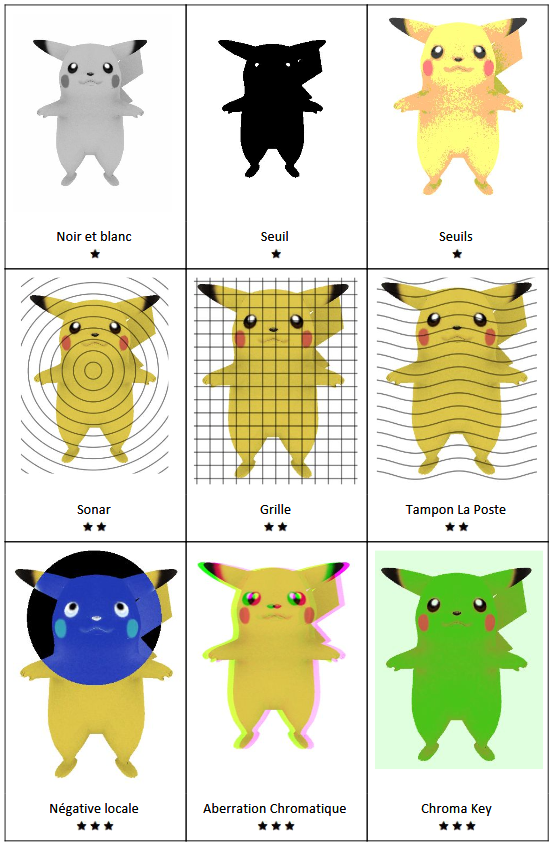 Noir et blanc
★
Seuil
★
Seuils
★
Sonar
★★
Grille
★★
Tampon La Poste
★★
Négative locale
★★★
Aberration Chromatique
★★★
Chroma Key
★★★